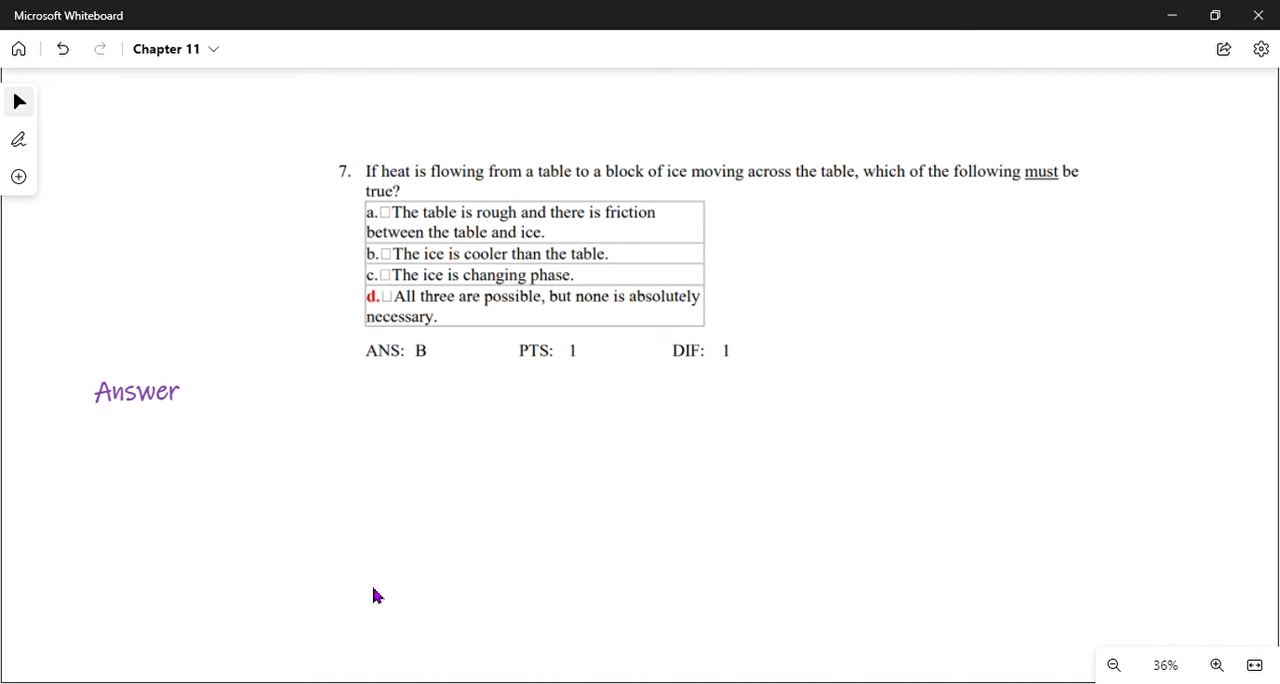 Microsoft Whiteboard
Chapter 11
7. If heat is flowing from a table to a block of ice moving across the table, which of the following must be
true?
a.□The table is rough and there is friction
between the table and ice.
b.□The ice is cooler than the table.
c.□The ice is changing phase.
d.□All three are possible, but none is absolutely
necessary.
ANS: B PTS: 1 DIF: 1
Answer
36%